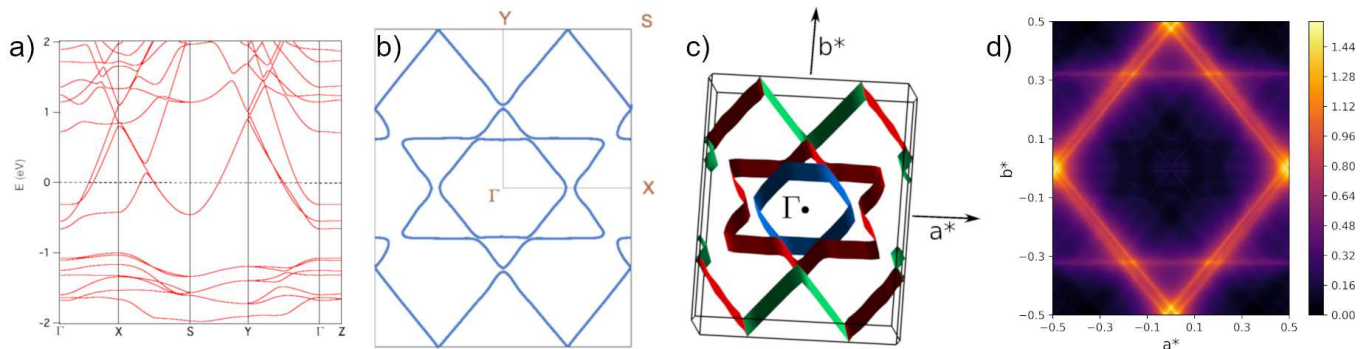 a)
2
1
0
-1
-2
E (eV)
Γ X S Y Γ Z
b)
Y S
Γ
X
c)
b*
Γ
a*
d)
0.5
0.3
0.1
-0.1
-0.3
-0.5
b*
-0.5 -0.3 -0.1 0.1 0.3 0.5
a*
1.44
1.28
1.12
0.96
0.80
0.64
0.48
0.32
0.16
0.00